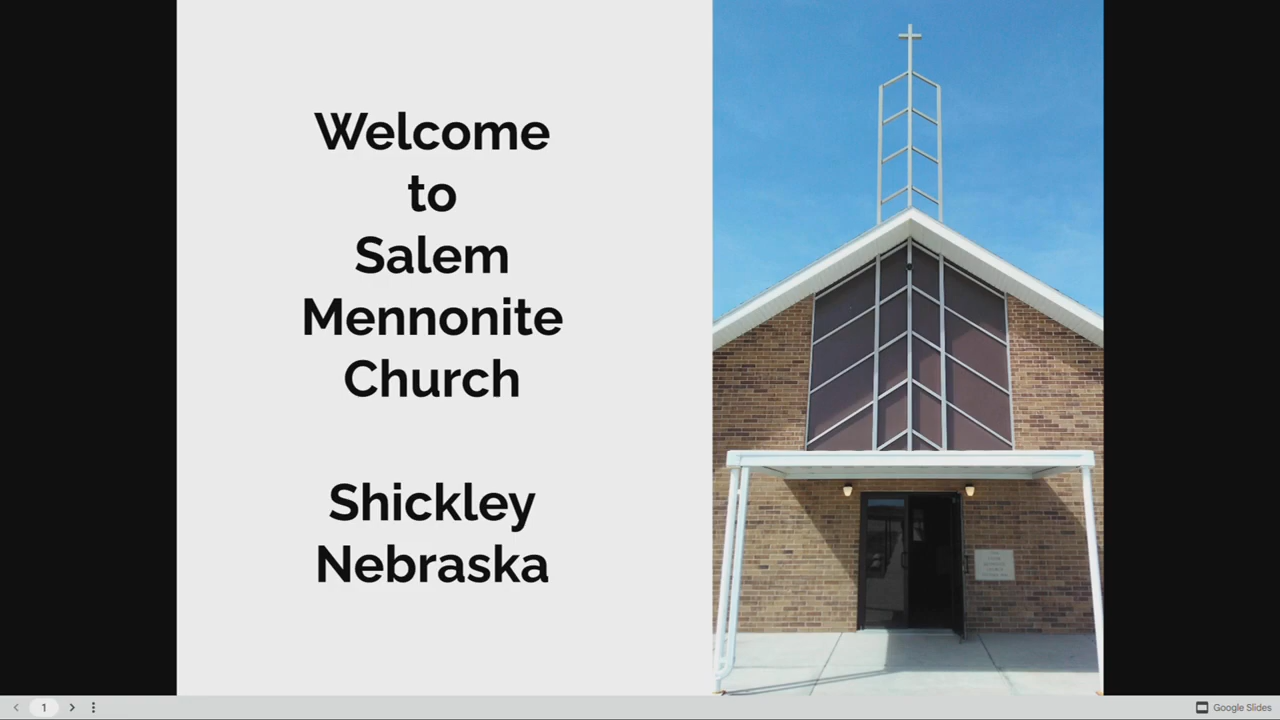 Welcome
to
Salem
Mennonite
Church
Shickley
Nebraska
1
Google Slides